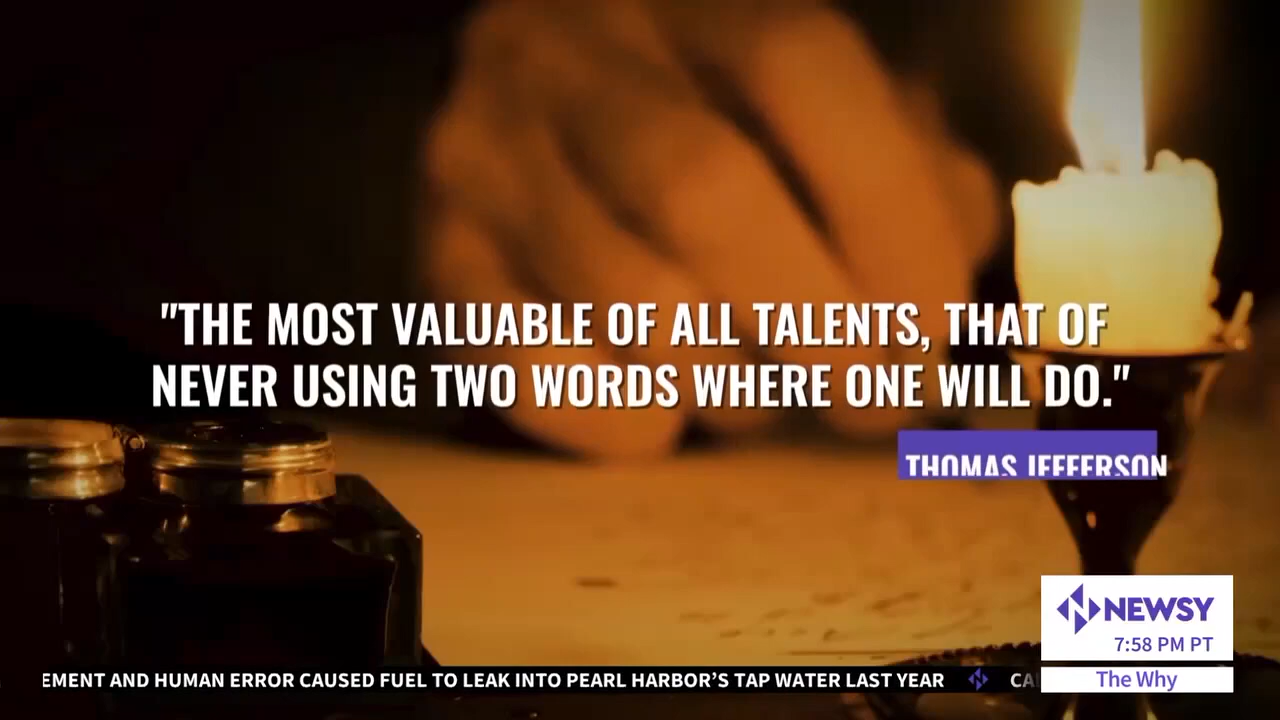 "THE MOST VALUABLE OF ALL TALENTS, THAT OF
NEVER USING TWO WORDS WHERE ONE WILL DO."
THOMAS JEFFERSON
NEWSY
7:58 PM PT
EMENT AND HUMAN ERROR CAUSED FUEL TO LEAK INTO PEARL HARBOR'S TAP WATER LAST YEAR CA
The Why